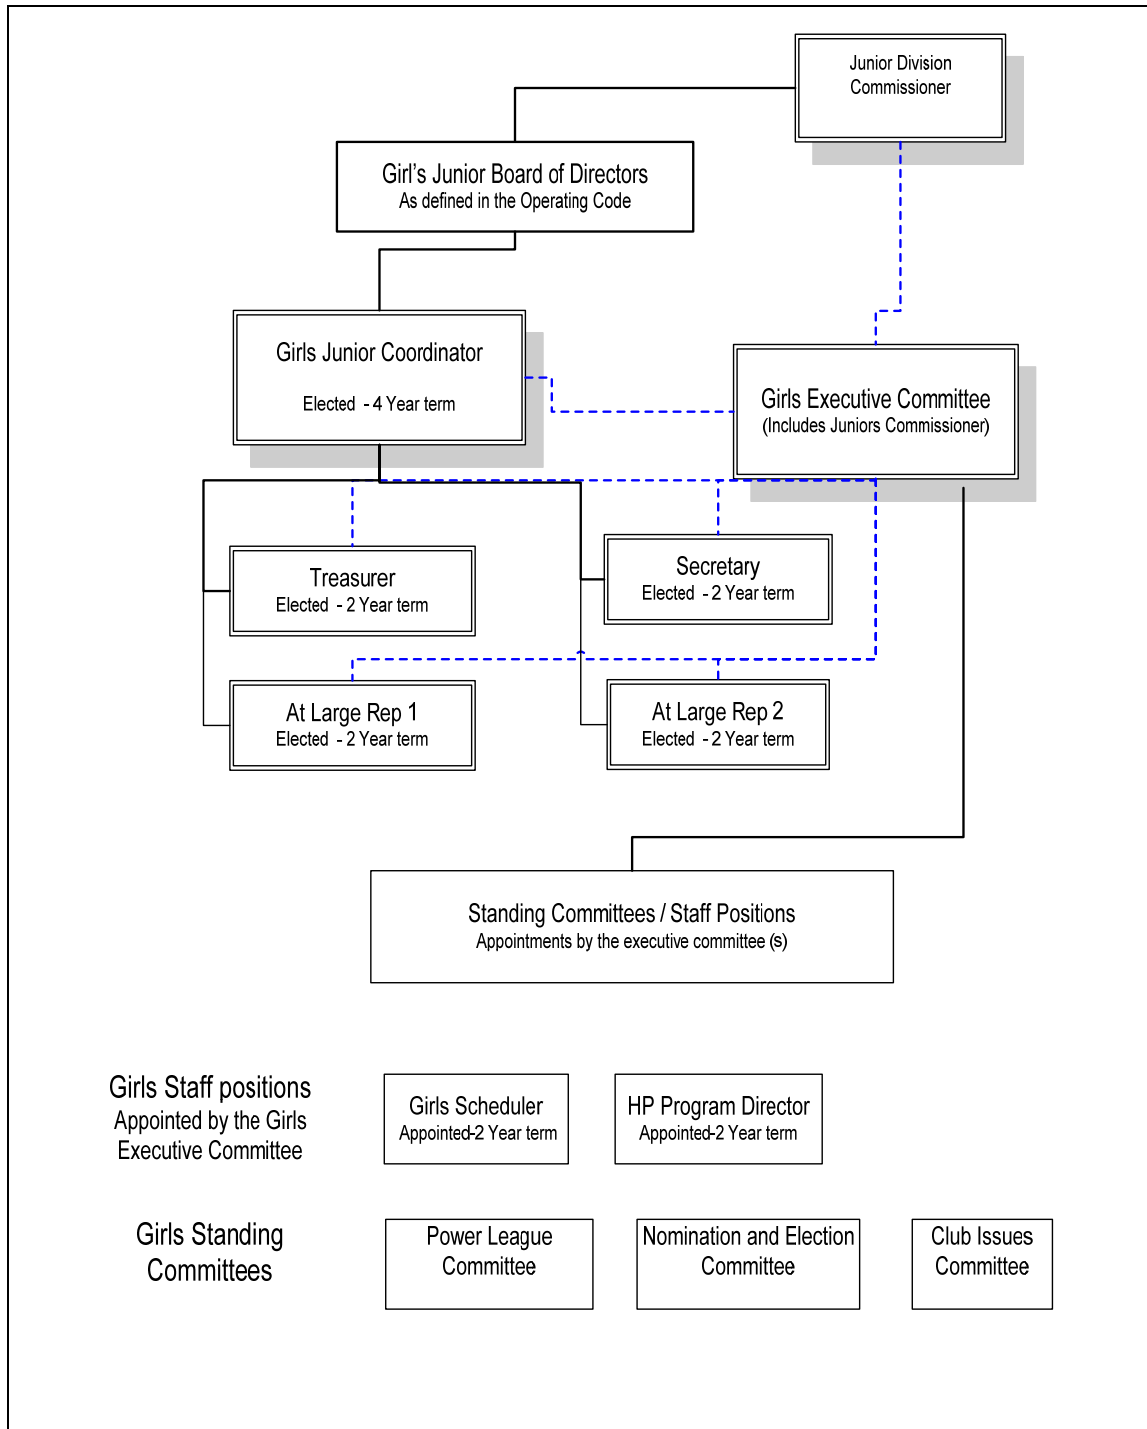 Junior Division
Commissioner
Girl's Junior Board of Directors
As defined in the Operating Code
Girls Junior Coordinator
Elected - 4 Year term
Girls Executive Committee
(Includes Juniors Commissioner)
Treasurer
Elected - 2 Year term
Secretary
Elected - 2 Year term
At Large Rep 1
Elected - 2 Year term
At Large Rep 2
Elected - 2 Year term
Standing Committees / Staff Positions
Appointments by the executive committee (s)
Girls Staff positions
Appointed by the Girls
Executive Committee
Girls Scheduler
Appointed-2 Year term
HP Program Director
Appointed-2 Year term
Girls Standing
Committees
Power League
Committee
Nomination and Election
Committee
Club Issues
Committee